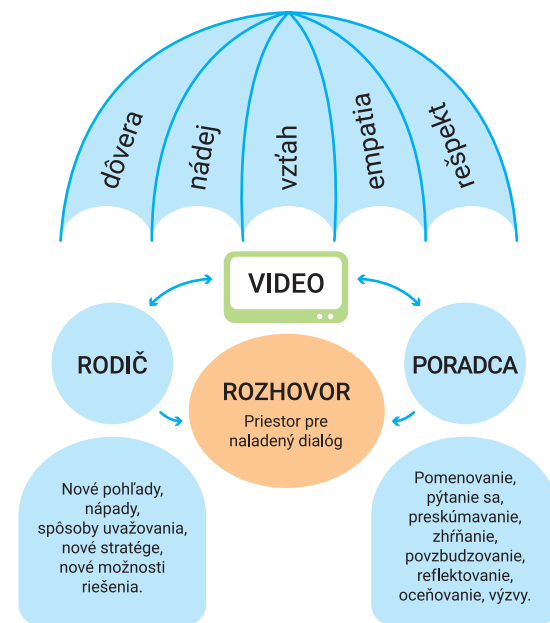 dôvera
nádej
vzťah
empatia
rešpekt
VIDEO
RODIČ
PORADCA
ROZHOVOR
Priestor pre
naladený dialóg
Nové pohľady,
nápady,
spôsoby uvažovania,
nové stratége,
nové možnosti
riešenia.
Pomenovanie,
pýtanie sa,
preskúmavanie,
zhŕňanie,
povzbudzovanie,
reflektovanie,
oceňovanie, výzvy.